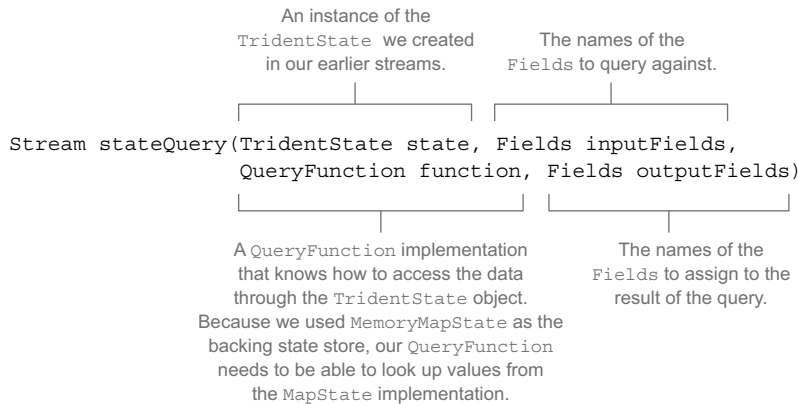 An instance of the
TridentState we created
in our earlier streams.
The names of the
Fields to query against.
Stream stateQuery(TridentState state, Fields inputFields,
QueryFunction function, Fields outputFields)
A QueryFunction implementation
that knows how to access the data
through the TridentState object.
Because we used MemoryMapState as the
backing state store, our QueryFunction
needs to be able to look up values from
the MapState implementation.
The names of the
Fields to assign to the
result of the query.